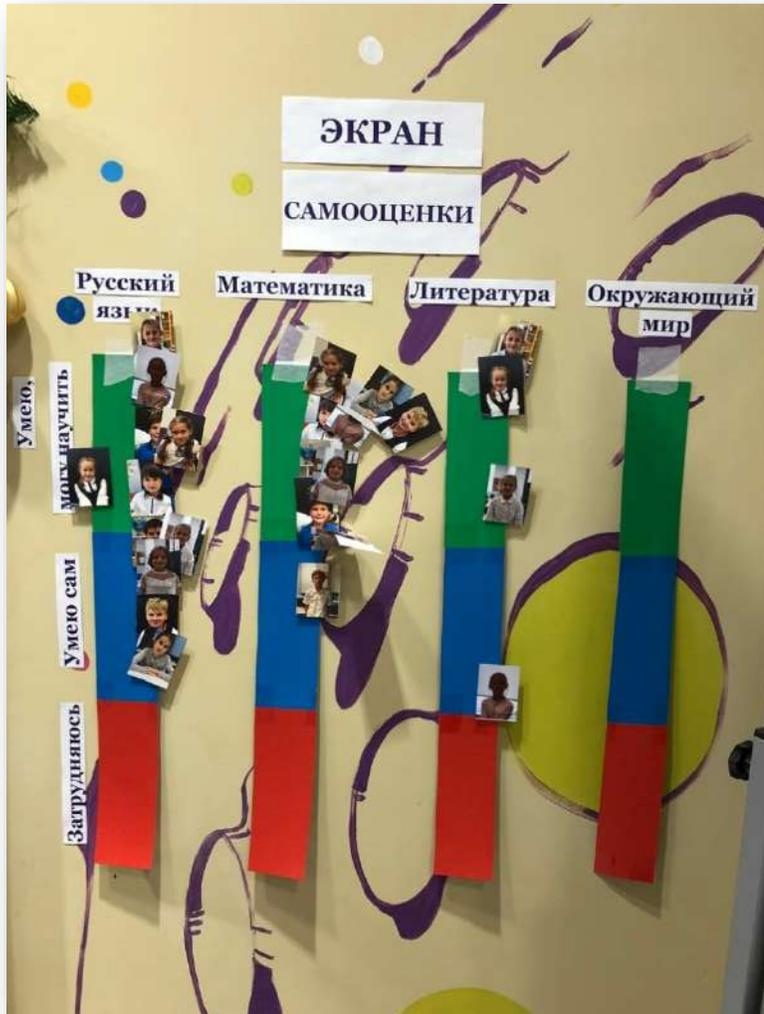 ЭКРАН
САМООЦЕНКИ
Русский
язык
Математика
Литература
Окружающий
мир
Умею,
могу научить
Умею сам
Затрудняюсь